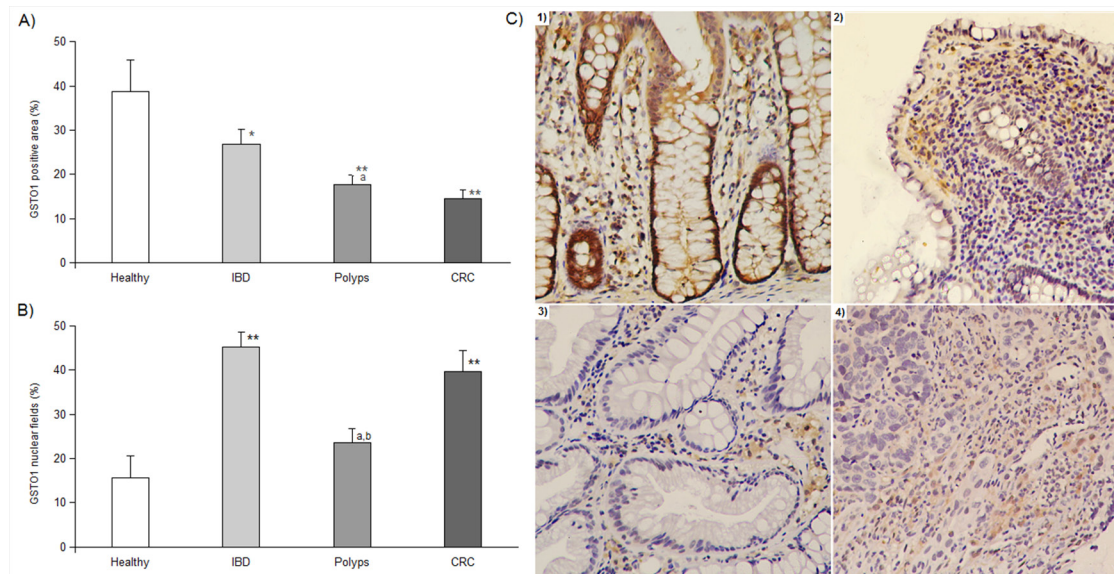 A)
GSTO1 positive area (%)
50
40
30
20
10
0
*
**
a
**
Healthy IBD Polyps CRC
B)
GSTO1 nuclear fields (%)
50
40
30
20
10
0
**
a,b
**
Healthy IBD Polyps CRC
C)
1)
2)
3)
4)